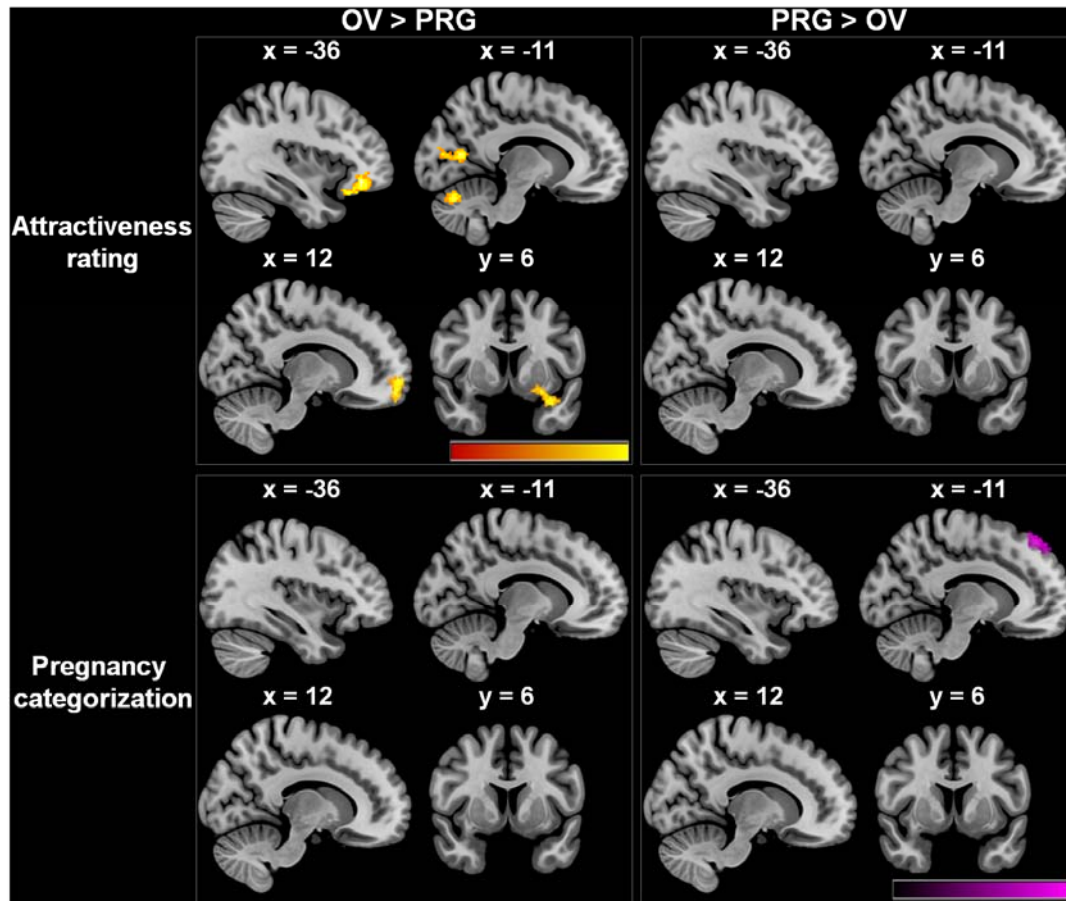 OV > PRG
PRG > OV
x = -36
x = -11
x = -36
x = -11
Attractiveness
rating
x = 12
y = 6
x = 12
y = 6
x = -36
x = -11
x = -36
x = -11
Pregnancy
categorization
x = 12
y = 6
x = 12
y = 6